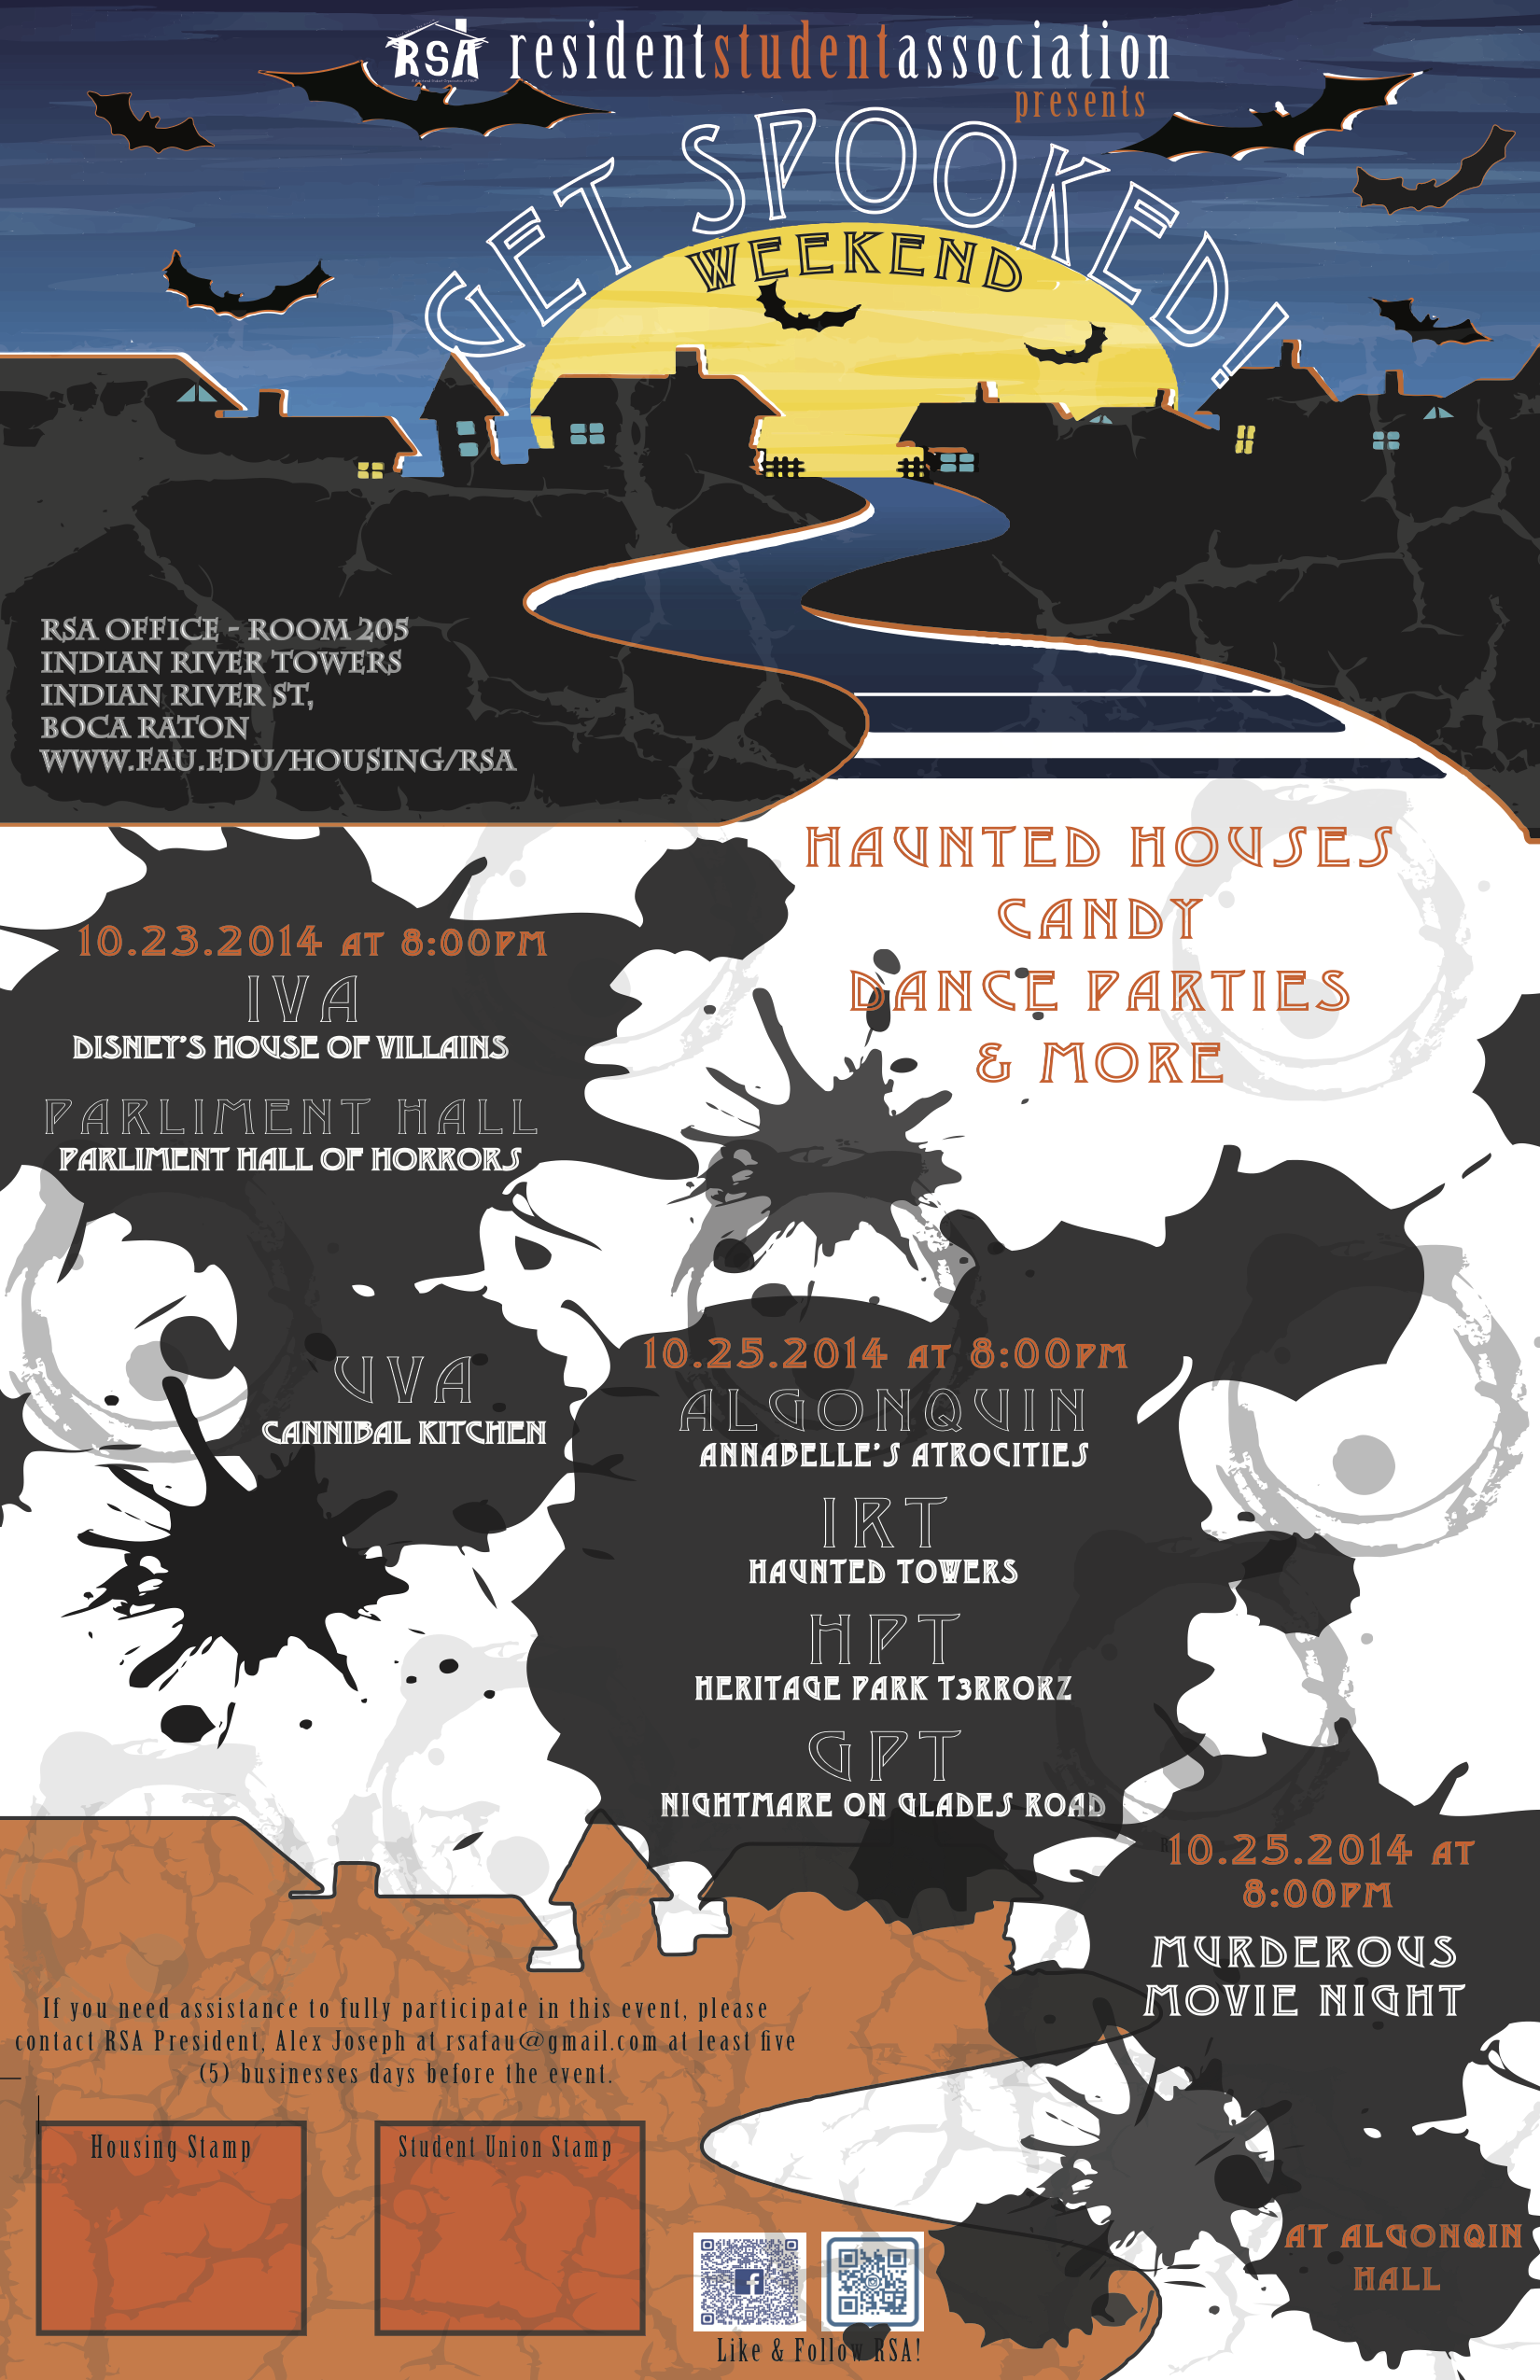 RSA residentstudentassociation
presents
GET SPOOKED!
WEEKEND
RSA OFFICE - ROOM 205
INDIAN RIVER TOWERS
INDIAN RIVER ST,
BOCA RATON
WWW.FAU.EDU/HOUSING/RSA
HAUNTED HOUSES
CANDY
DANCE PARTIES
& MORE
10.23.2014 AT 8:00PM
IVA
DISNEY'S HOUSE OF VILLAINS
PARLIMENT HALL
PARLIMENT HALL OF HORRORS
UVA
CANNIBAL KITCHEN
10.25.2014 AT 8:00PM
ALGONQUIN
ANNABELLE'S ATROCITIES
IRT
HAUNTED TOWERS
HPT
HERITAGE PARK T3RRORZ
GPT
NIGHTMARE ON GLADES ROAD
10.25.2014 AT
8:00PM
MURDEROUS
MOVIE NIGHT
AT ALGONQIN
HALL
If you need assistance to fully participate in this event, please
contact RSA President, Alex Joseph at rsafau@gmail.com at least five
(5) businesses days before the event.
Housing Stamp
Student Union Stamp
Like & Follow RSA!